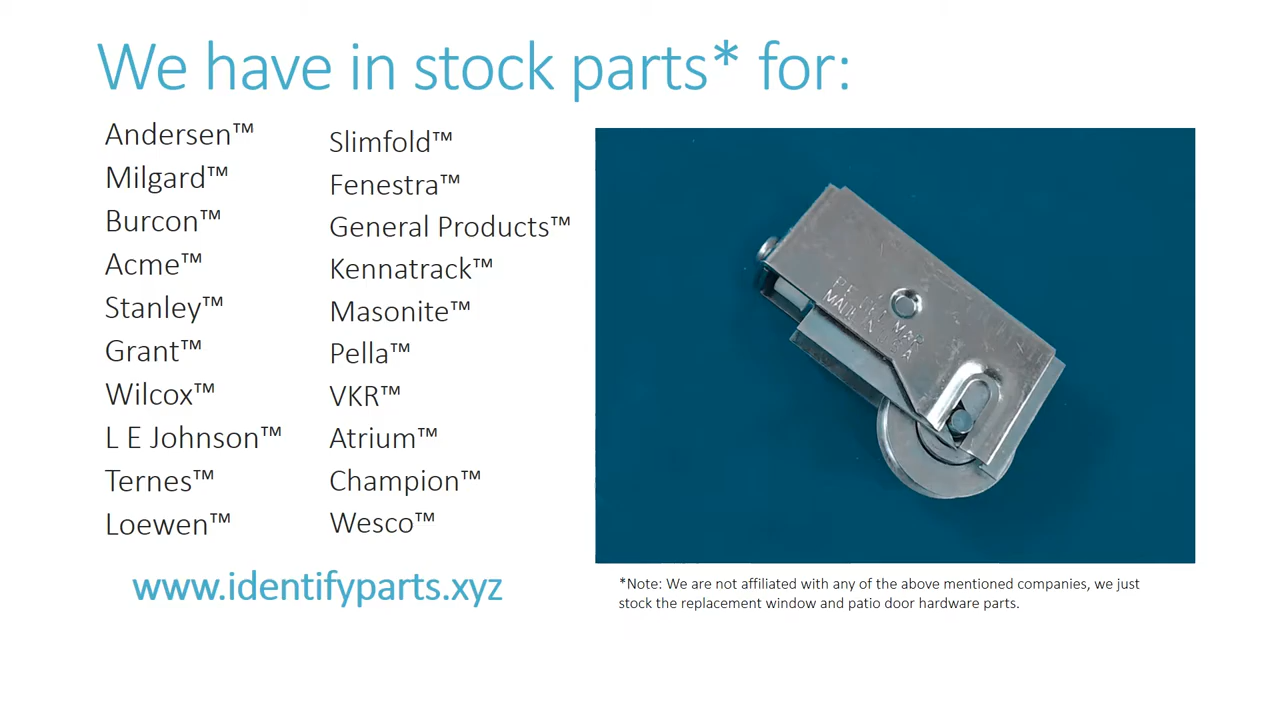 We have in stock parts* for:
Andersen™
Milgard™
Burcon™
Acme™
Stanley™
Grant™
Wilcox™
L E Johnson™
Ternes™
Loewen™
Slimfold™
Fenestra™
General Products™
Kennatrack™
Masonite™
Pella™
VKR™
Atrium™
Champion™
Wesco™
MADE IN
www.identifyparts.xyz
*Note: We are not affiliated with any of the above mentioned companies, we just
stock the replacement window and patio door hardware parts.